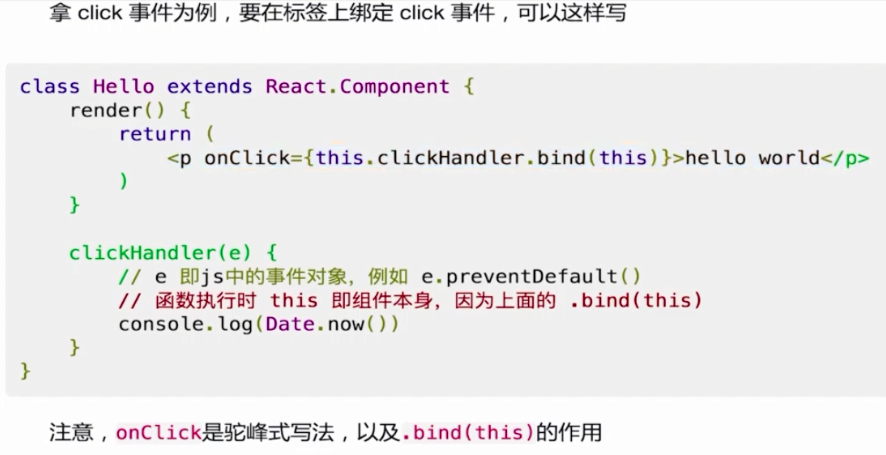 拿 click 事件为例，要在标签上绑定 click 事件，可以这样写
class Hello extends React.Component {
    render() {
        return (
            <p onClick={this.clickHandler.bind(this)}>hello world</p>
        )
    }

    clickHandler(e) {
        // e 即js中的事件对象，例如 e.preventDefault()
        // 函数执行时 this 即组件本身，因为上面的 .bind(this)
        console.log(Date.now())
    }
}
注意，onClick是驼峰式写法，以及.bind(this)的作用